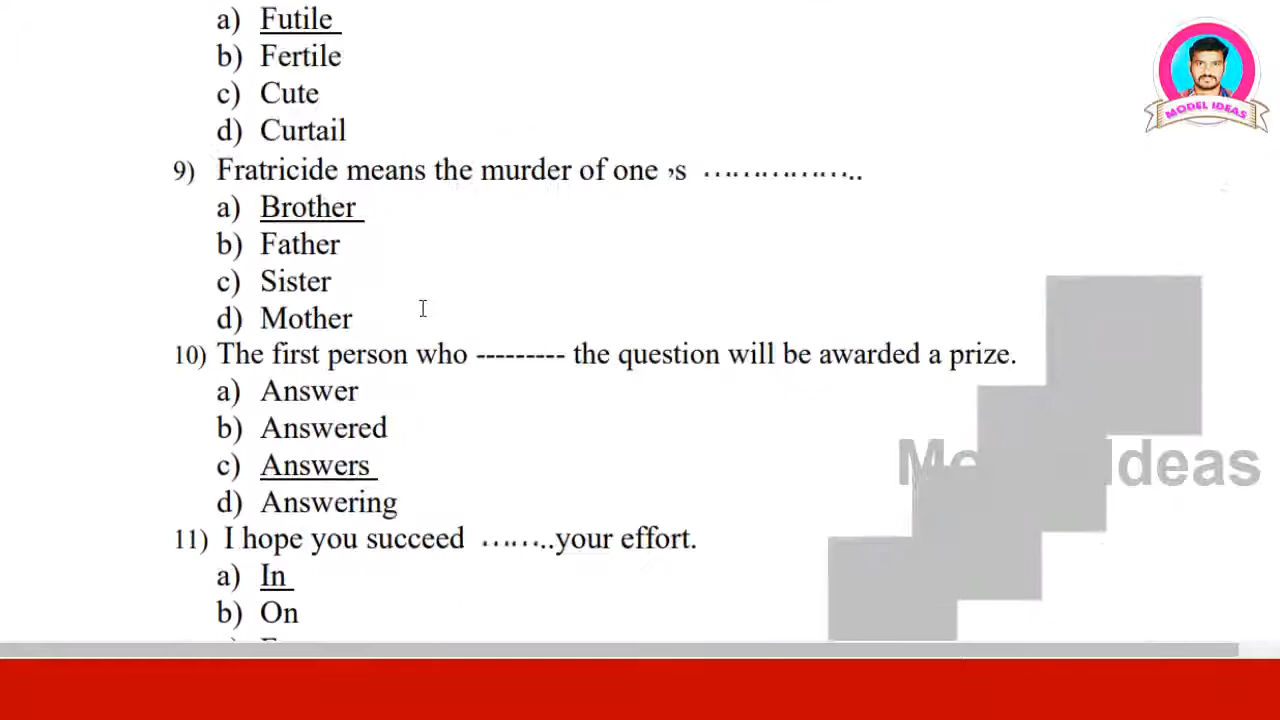 a) Futile
b) Fertile
c) Cute
d) Curtail
9) Fratricide means the murder of one ’s ……………..
a) Brother
b) Father
c) Sister
d) Mother
10) The first person who --------- the question will be awarded a prize.
a) Answer
b) Answered
c) Answers
d) Answering
11) I hope you succeed ……..your effort.
a) In
b) On
MODEL IDEAS